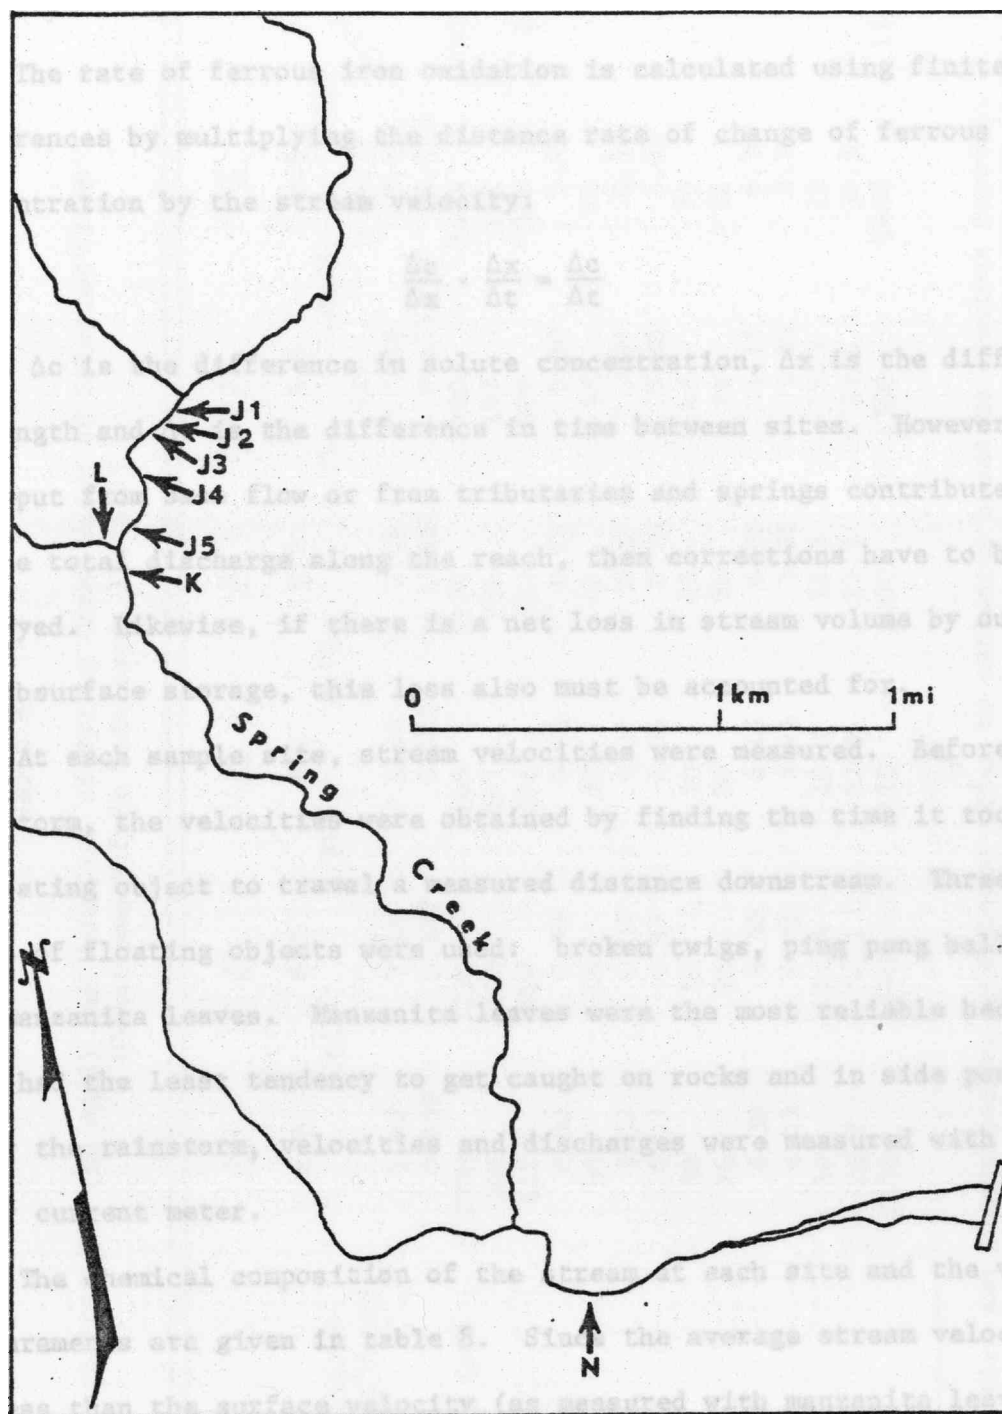 The rate of ferrous iron oxidation is calculated using finite
rences by multiplying the distance rate of change of ferrous
tration by the stream velocity:
Δc/Δx · Δx/Δt = Δc/Δt
Δc is the difference in solute concentration, Δx is the diff
ngth and is the difference in time between sites. However
J1
J2
J3
L
J4
put from flow or from tributaries and springs contribute
J5
e total discharge along the reach, then corrections have to b
K
yed. Likewise, if there is a net loss in stream volume by ou
bsurface storage, this loss also must be accounted for.
0 1km 1mi
Spring
At each sample site, stream velocities were measured. Before
torm, the velocities were obtained by finding the time it too
Creek
ating object to travel a measured distance downstream. Three
of floating objects were used: broken twigs, ping pong ball
N
anzanita leaves. Manzanita leaves were the most reliable bec
had the least tendency to get caught on rocks and in side poo
the rainstorm, velocities and discharges were measured with
current meter.
The chemical composition of the stream at each site and the v
urements are given in table 8. Since the average stream veloc
N
ess than the surface velocity (as measured with manzanita leav